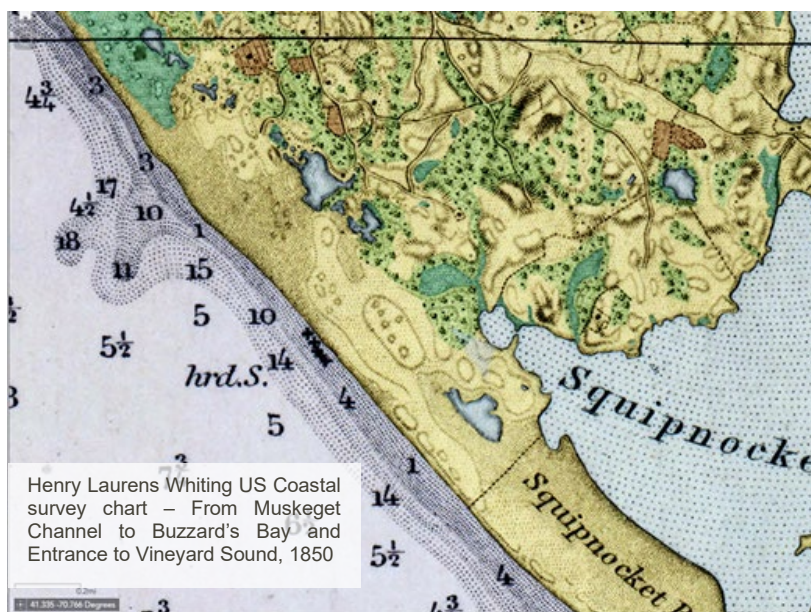 4¾
3
3
17
4½
10
18
1
11
15
5
10
5½
14
hrd.S.
4
5
Squipnocke
1
Squipnocket
14
5½
4
Henry Laurens Whiting US Coastal
survey chart – From Muskeget
Channel to Buzzard's Bay and
Entrance to Vineyard Sound, 1850
0.2mi
41.335 -70.766 Degrees